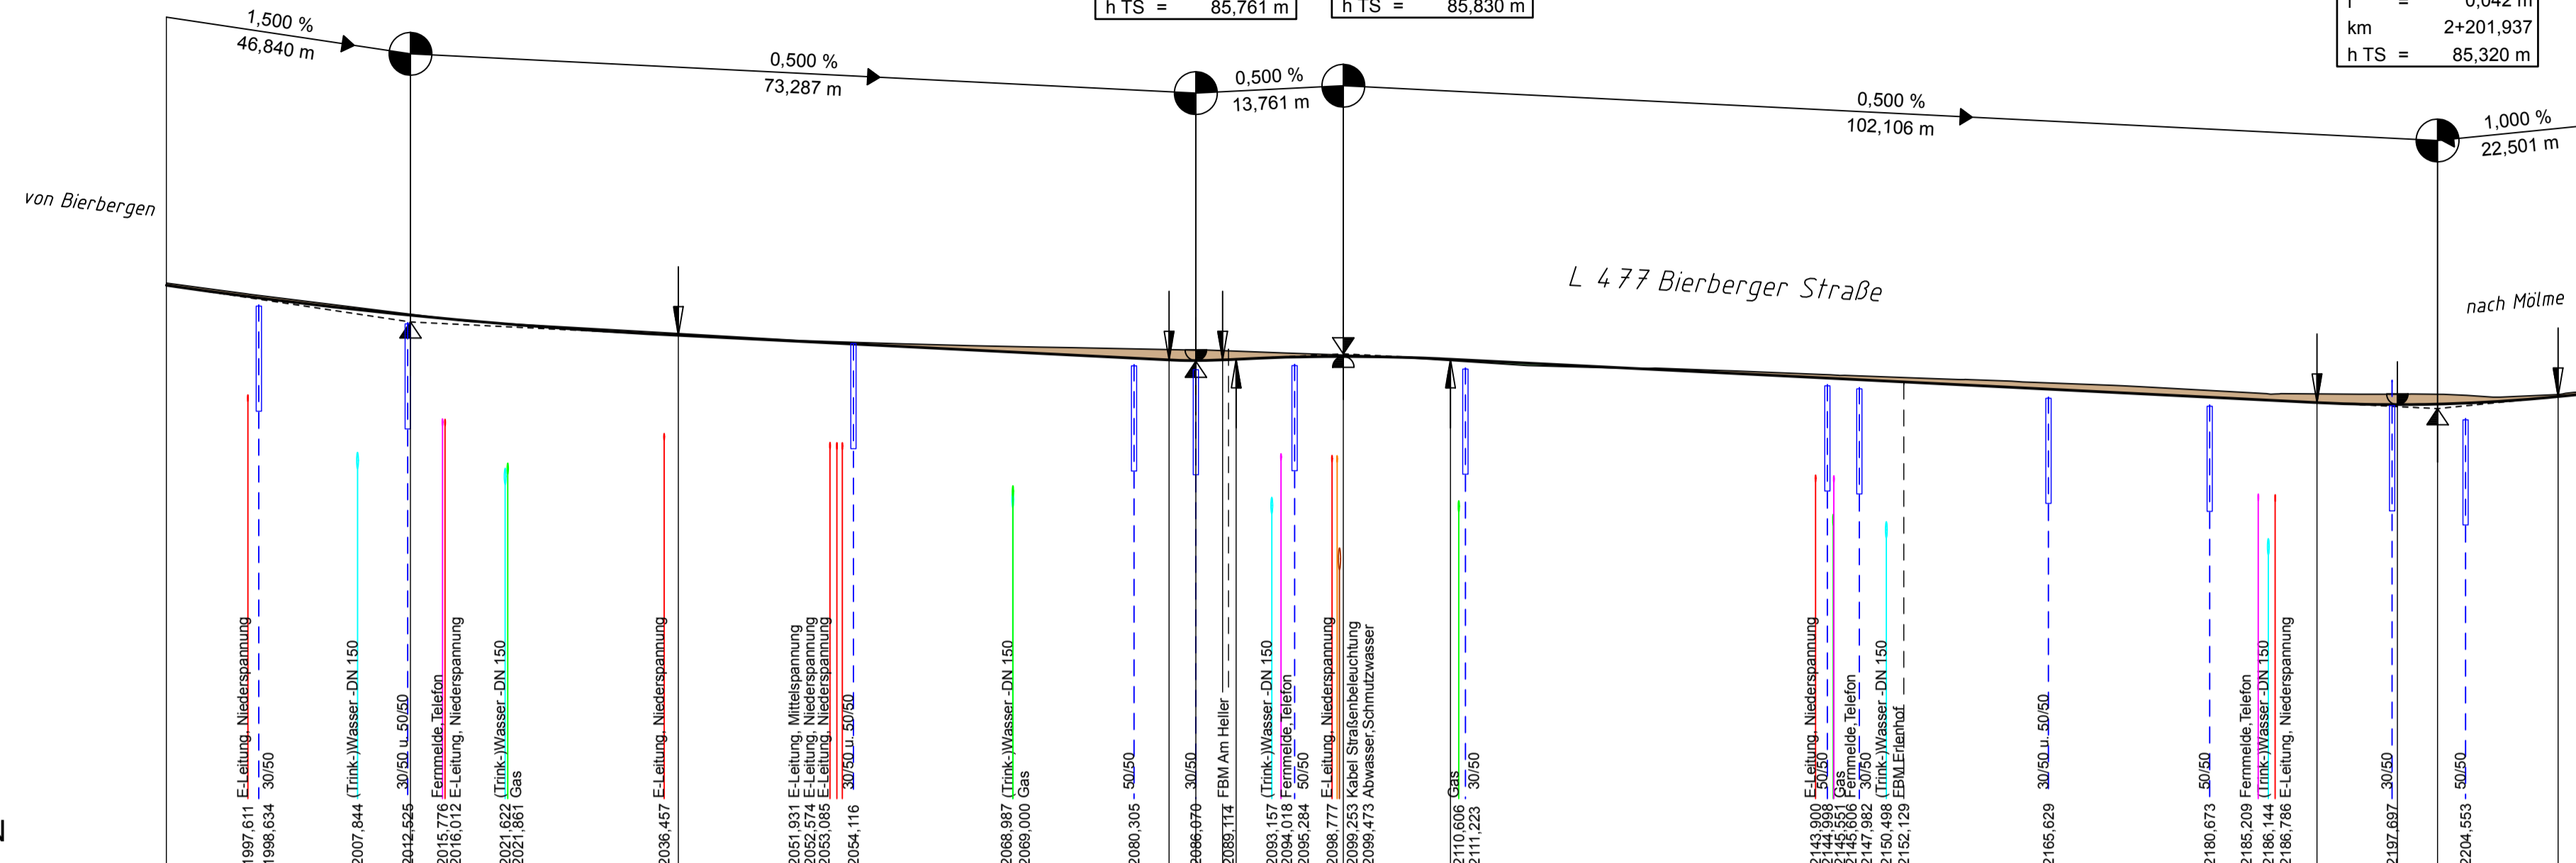 h TS = 85,761 m
h TS = 85,830 m
0,042 m
km 2+201,937
h TS = 85,320 m
1,500 %
46,840 m
0,500 %
73,287 m
0,500 %
13,761 m
0,500 %
102,106 m
1,000 %
22,501 m
von Bierbergen
L 477 Bierberger Straße
nach Mölme
1997,611 E-Leitung, Niederspannung
1998,634 30/50
2007,844 (Trink-)Wasser -DN 150
2012,525 30/50 u. 50/50
2015,776 Fernmelde,Telefon
2016,012 E-Leitung, Niederspannung
2021,622 (Trink-)Wasser -DN 150
2021,861 Gas
2036,457 E-Leitung, Niederspannung
2051,931 E-Leitung, Mittelspannung
2052,574 E-Leitung, Niederspannung
2053,085 E-Leitung, Niederspannung
2054,116 30/50 u. 50/50
2068,987 (Trink-)Wasser -DN 150
2069,000 Gas
2080,305 50/50
2086,070 30/50
2089,114 FBM Am Heller
2093,157 (Trink-)Wasser -DN 150
2094,018 Fernmelde,Telefon
2095,284 50/50
2098,777 E-Leitung, Niederspannung
2099,253 Kabel Straßenbeleuchtung
2099,473 Abwasser,Schmutzwasser
2110,606 Gas
2111,223 30/50
2143,900 E-Leitung, Niederspannung
2144,998 50/50
2145,551 Gas
2145,606 Fernmelde,Telefon
2147,982 30/50
2150,498 (Trink-)Wasser -DN 150
2152,129 FBM Erlenhof
2165,629 30/50 u. 50/50
2180,673 50/50
2185,209 Fernmelde,Telefon
2186,144 (Trink-)Wasser -DN 150
2186,786 E-Leitung, Niederspannung
2197,697 30/50
2204,553 50/50